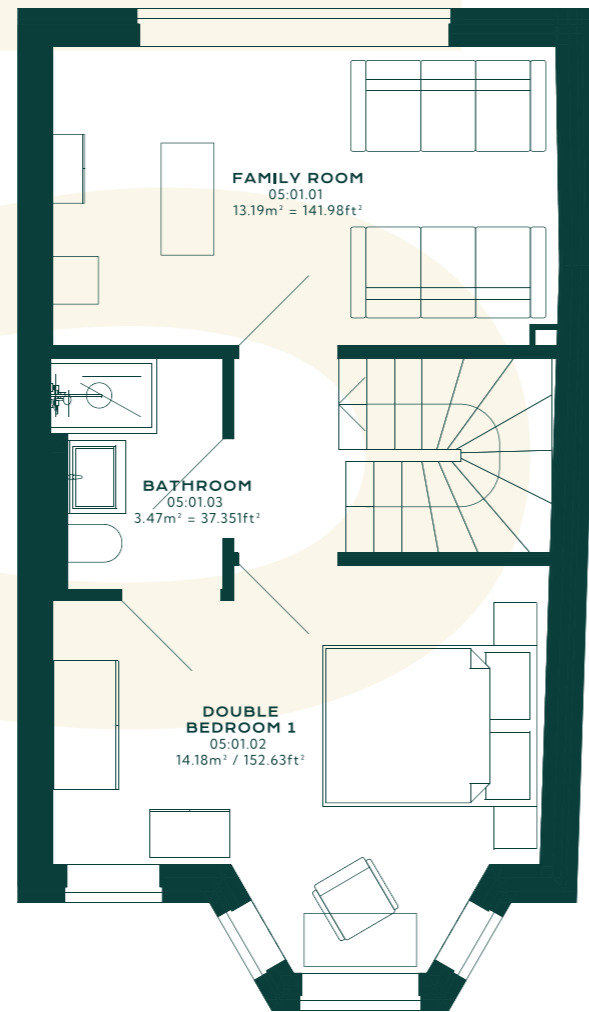 FAMILY ROOM
05:01.01
13.19m² = 141.98ft²
BATHROOM
05:01.03
3.47m² = 37.351ft²
DOUBLE
BEDROOM 1
05:01.02
14.18m² / 152.63ft²